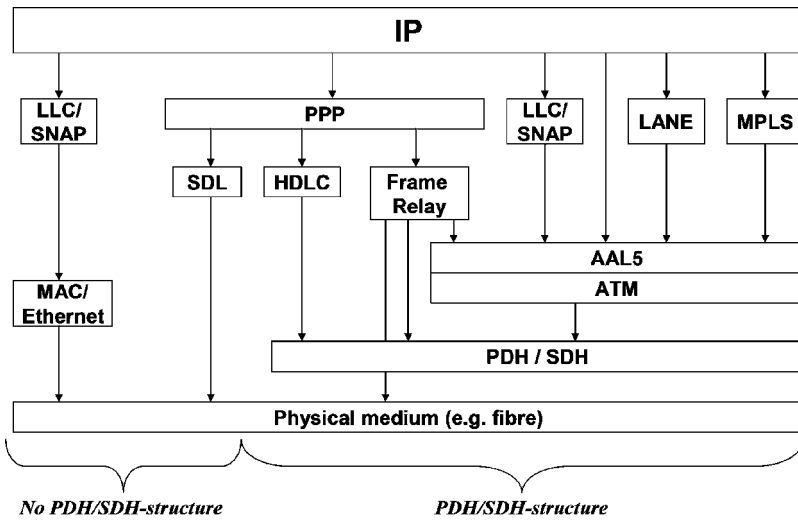 IP
LLC/
SNAP
PPP
LLC/
SNAP
LANE
MPLS
SDL
HDLC
Frame
Relay
AAL5
ATM
MAC/
Ethernet
PDH / SDH
Physical medium (e.g. fibre)
No PDH/SDH-structure
PDH/SDH-structure